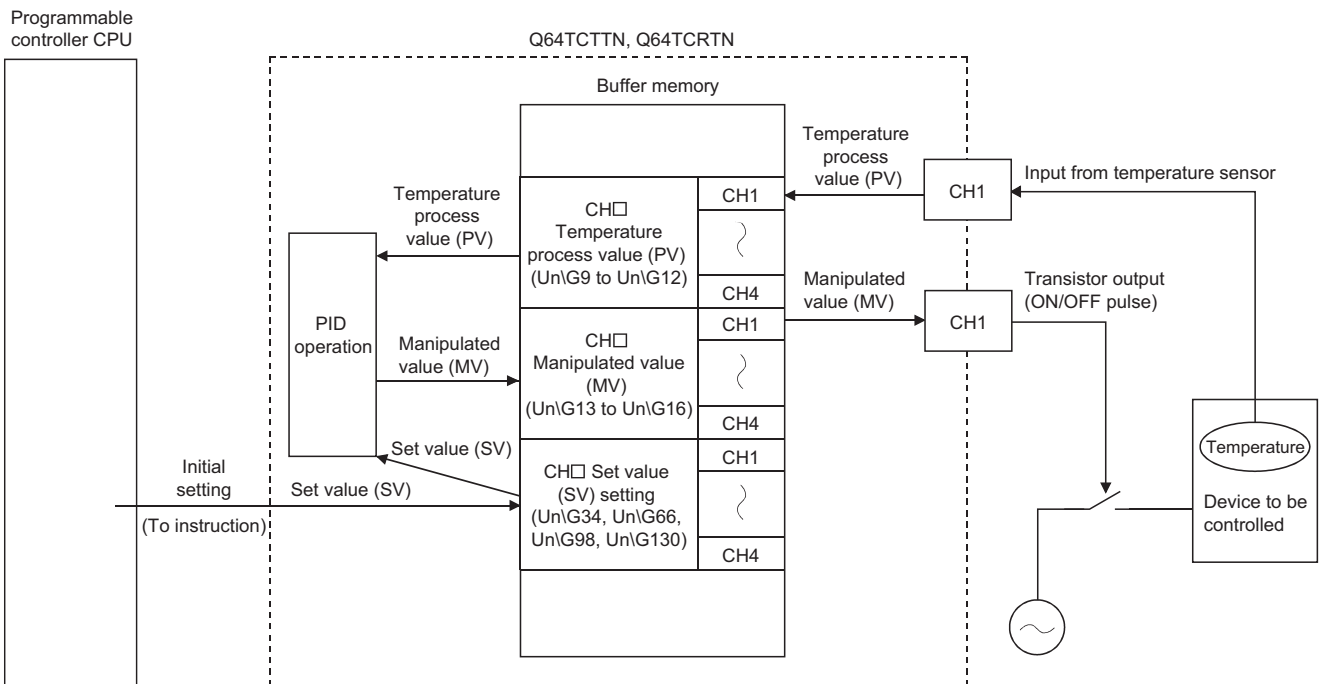 Programmable
controller CPU
Q64TCTTN, Q64TCRTN
Buffer memory
Temperature
process
value (PV)
CH1
Input from temperature sensor
Temperature
process
value (PV)
CH□
Temperature
process value (PV)
(Un\G9 to Un\G12)
CH1
CH4
PID
operation
Manipulated
value (MV)
CH□
Manipulated value
(MV)
(Un\G13 to Un\G16)
CH1
CH4
Manipulated
value (MV)
CH1
Transistor output
(ON/OFF pulse)
Set value (SV)
Initial
setting
(To instruction)
Set value (SV)
CH□ Set value
(SV) setting
(Un\G34, Un\G66,
Un\G98, Un\G130)
CH1
CH4
Temperature
Device to be
controlled